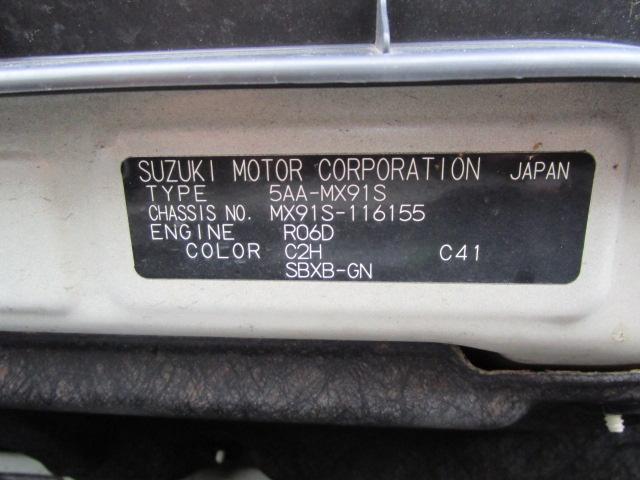 SUZUKI MOTOR CORPORATION JAPAN
TYPE 5AA-MX91S
CHASSIS NO. MX91S-116155
ENGINE R06D
COLOR C2H C41
SBXB-GN